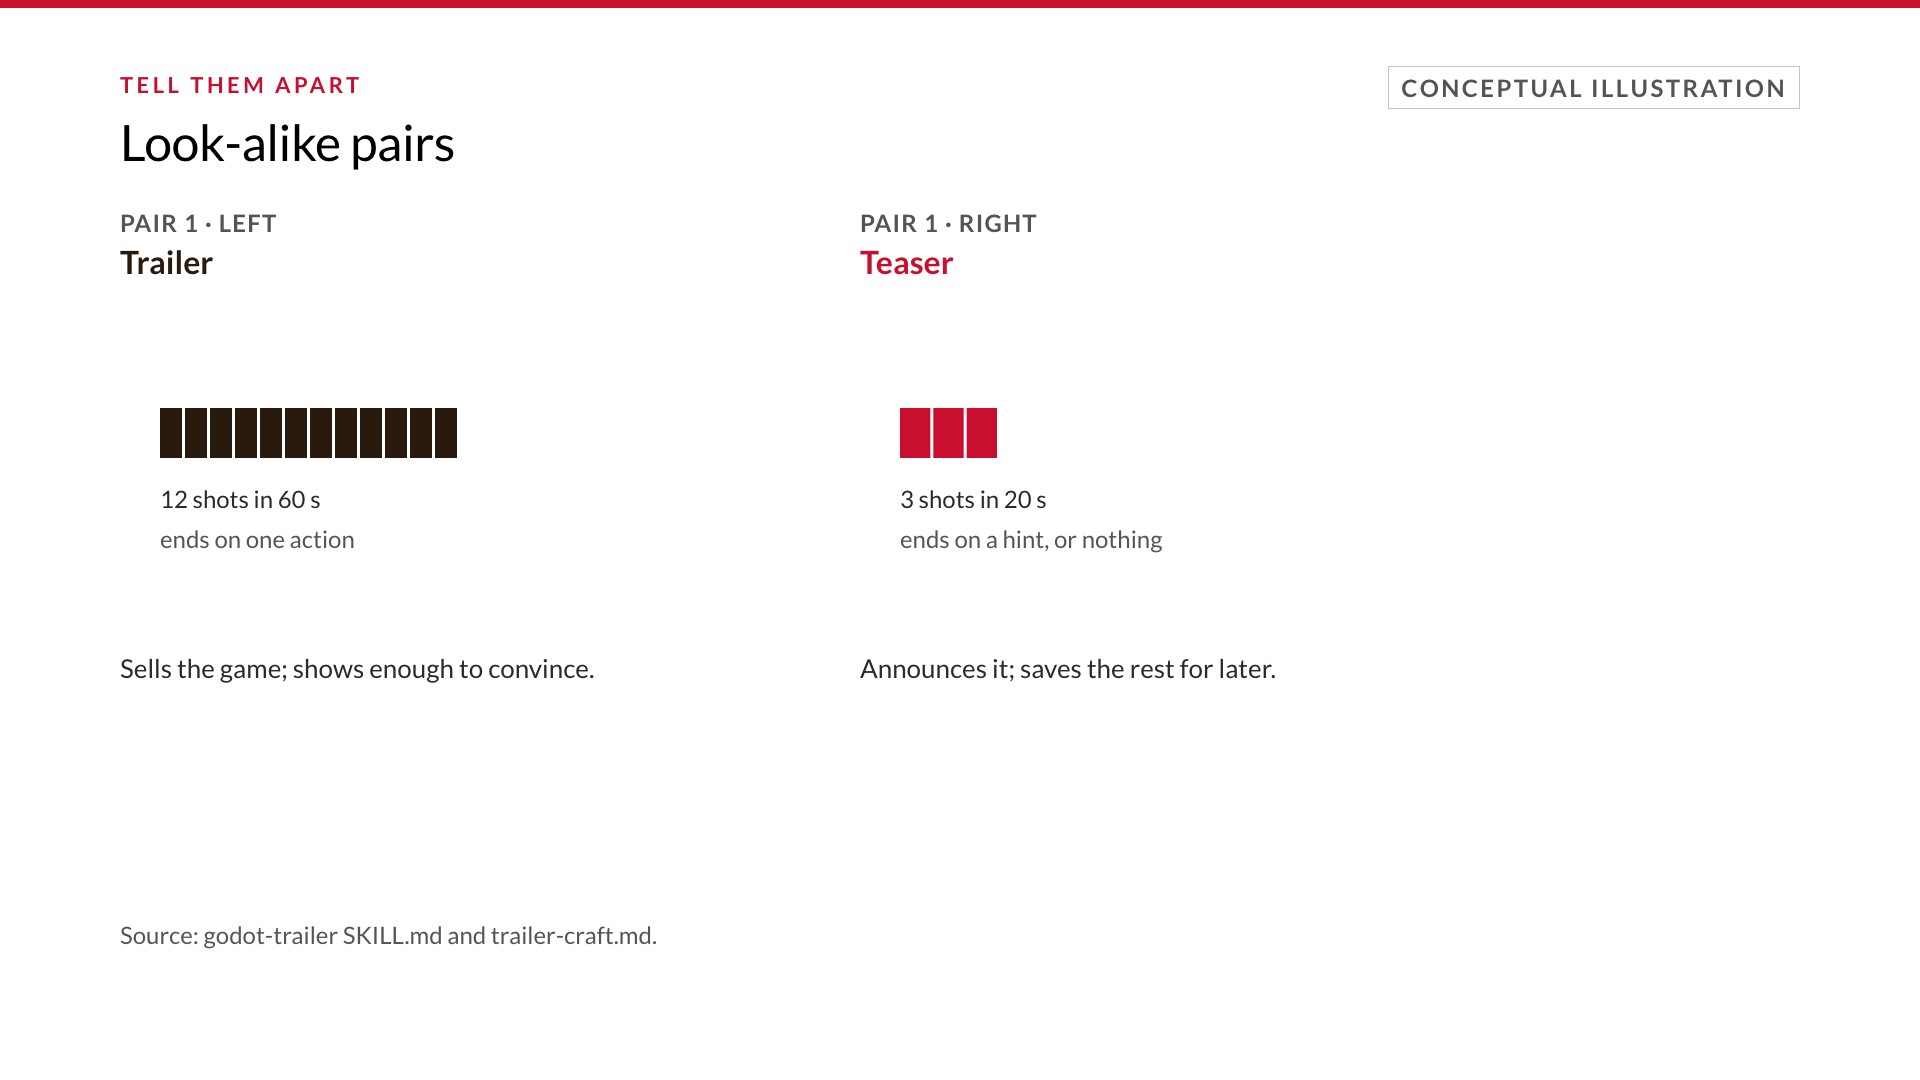 TELL THEM APART
CONCEPTUAL ILLUSTRATION
Look-alike pairs
PAIR 1 · LEFT
Trailer
12 shots in 60 s
ends on one action
Sells the game; shows enough to convince.
PAIR 1 · RIGHT
Teaser
3 shots in 20 s
ends on a hint, or nothing
Announces it; saves the rest for later.
Source: godot-trailer SKILL.md and trailer-craft.md.